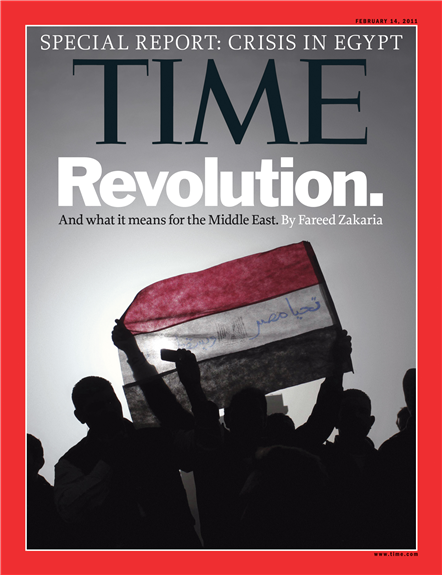 FEBRUARY 14, 2011
SPECIAL REPORT: CRISIS IN EGYPT
TIME
Revolution.
And what it means for the Middle East. By Fareed Zakaria
تحيا مصر
www.time.com